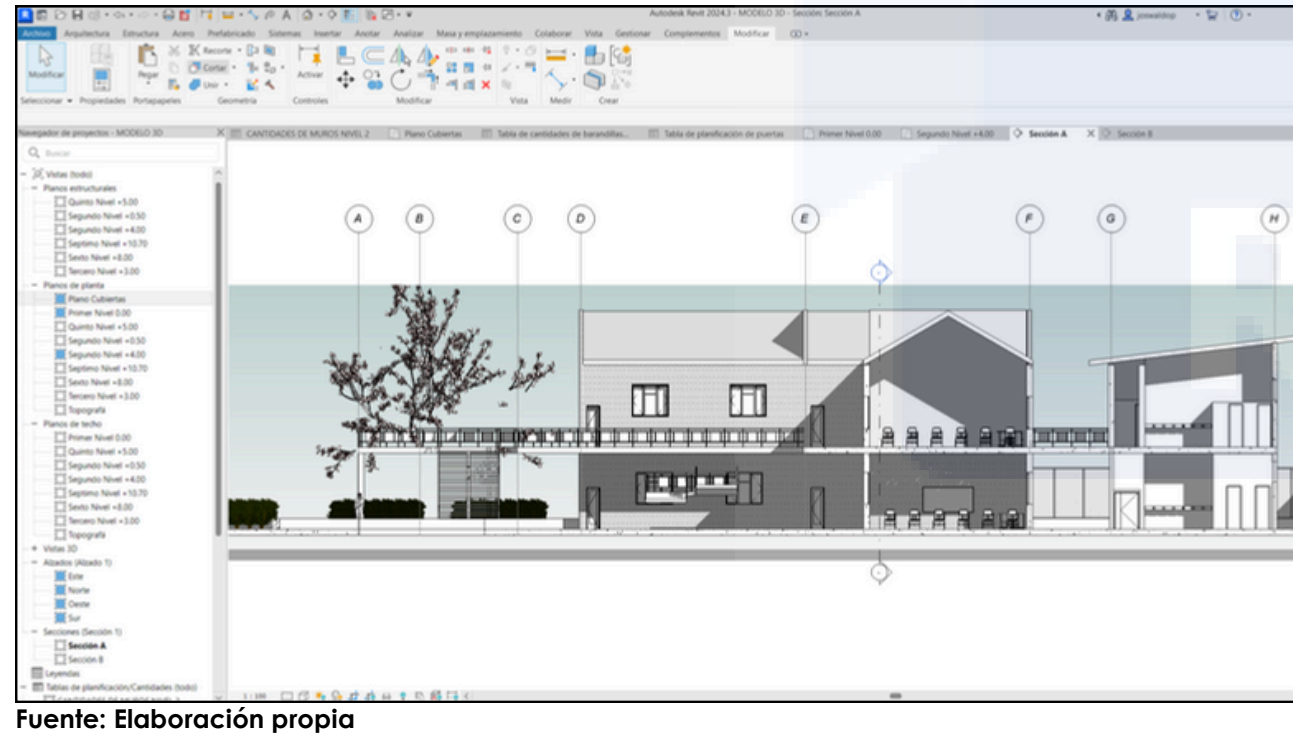 Autodesk Revit 2024.3 - MODELO 3D - Sección: Sección A
joswaldop
Archivo Arquitectura Estructura Acero Prefabricado Sistemas Insertar Anotar Analizar Masa y emplazamiento Colaborar Vista Gestionar Complementos Modificar
Modificar Pegar Recorte Cortar Unir Activar
Seleccionar Propiedades Portapapeles Geometría Controles Modificar Vista Medir Crear
Navegador de proyectos - MODELO 3D
CANTIDADES DE MUROS NIVEL 2 Plano Cubiertas Tabla de cantidades de barandillas... Tabla de planificación de puertas Primer Nivel 0.00 Segundo Nivel +4.00 Sección A Sección B
Buscar
Vistas (todo)
Planos estructurales
Quinto Nivel +5.00
Segundo Nivel +0.50
Segundo Nivel +4.00
Septimo Nivel +10.70
Sexto Nivel +8.00
Tercero Nivel +3.00
Planos de planta
Plano Cubiertas
Primer Nivel 0.00
Quinto Nivel +5.00
Segundo Nivel +0.50
Segundo Nivel +4.00
Septimo Nivel +10.70
Sexto Nivel +8.00
Tercero Nivel +3.00
Topografía
Planos de techo
Primer Nivel 0.00
Quinto Nivel +5.00
Segundo Nivel +0.50
Segundo Nivel +4.00
Septimo Nivel +10.70
Sexto Nivel +8.00
Tercero Nivel +3.00
Topografía
Vistas 3D
Alzados (Alzado 1)
Este
Norte
Oeste
Sur
Secciones (Sección 1)
Sección A
Sección B
Leyendas
Tablas de planificación/Cantidades (todo)
CANTIDADES DE MUROS NIVEL 2
A B C D E F G H
1 : 100
Fuente: Elaboración propia